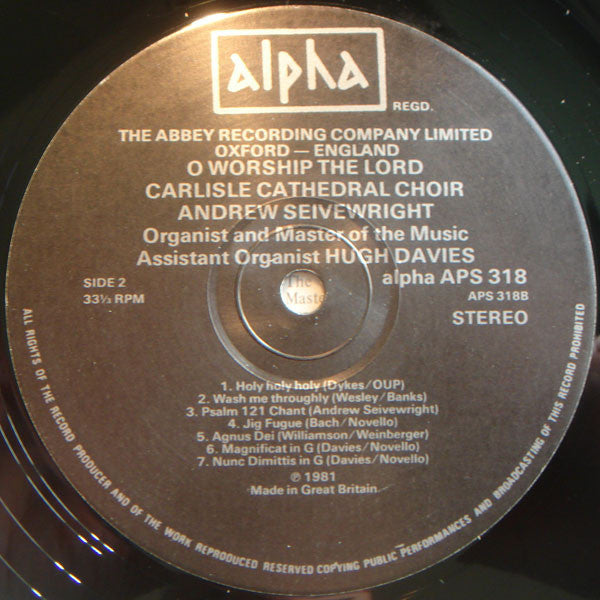 alpha
REGD.
THE ABBEY RECORDING COMPANY LIMITED
OXFORD — ENGLAND
O WORSHIP THE LORD
CARLISLE CATHEDRAL CHOIR
ANDREW SEIVEWRIGHT
Organist and Master of the Music
Assistant Organist HUGH DAVIES
SIDE 2
33⅓ RPM
alpha APS 318
APS 318B
STEREO
The
Maste
1. Holy holy holy (Dykes/OUP)
2. Wash me throughly (Wesley/Banks)
3. Psalm 121 Chant (Andrew Seivewright)
4. Jig Fugue (Bach/Novello)
5. Agnus Dei (Williamson/Weinberger)
6. Magnificat in G (Davies/Novello)
7. Nunc Dimittis in G (Davies/Novello)
℗ 1981
Made in Great Britain
ALL RIGHTS OF THE RECORD PRODUCER AND OF THE WORK REPRODUCED RESERVED COPYING PUBLIC PERFORMANCES AND BROADCASTING OF THIS RECORD PROHIBITED